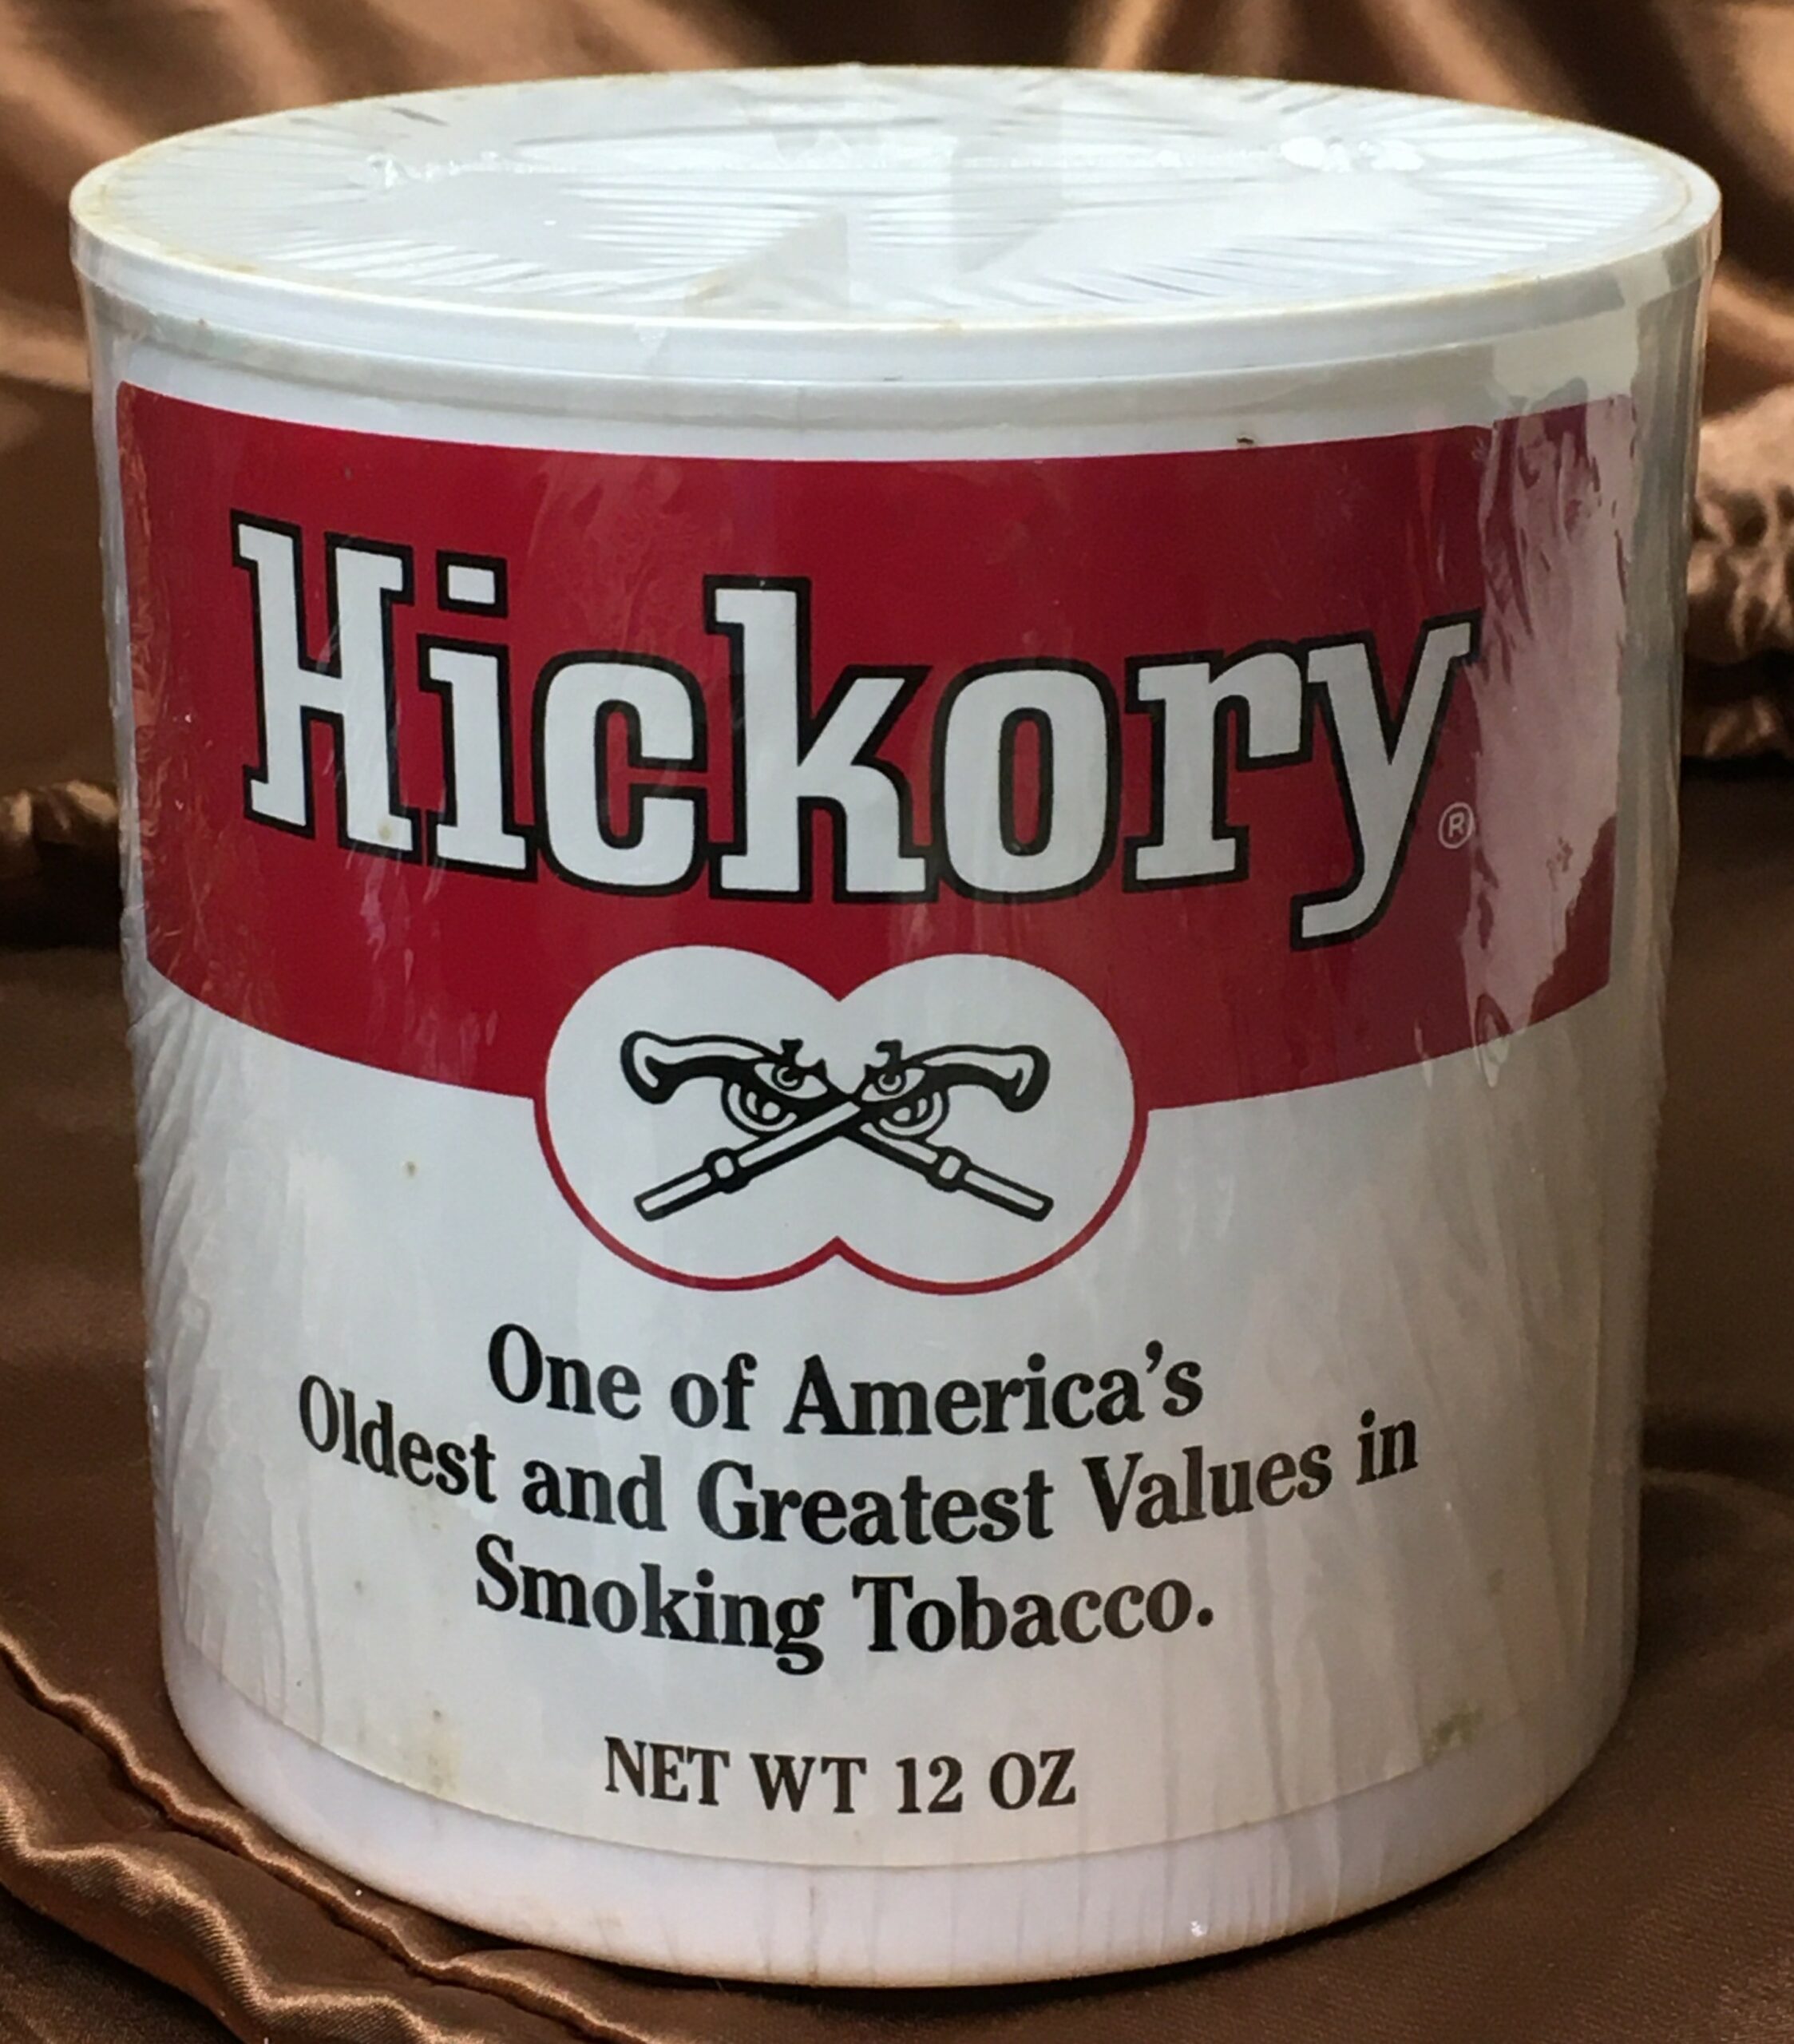 Hickory®
One of America's
Oldest and Greatest Values in
Smoking Tobacco.
NET WT 12 OZ